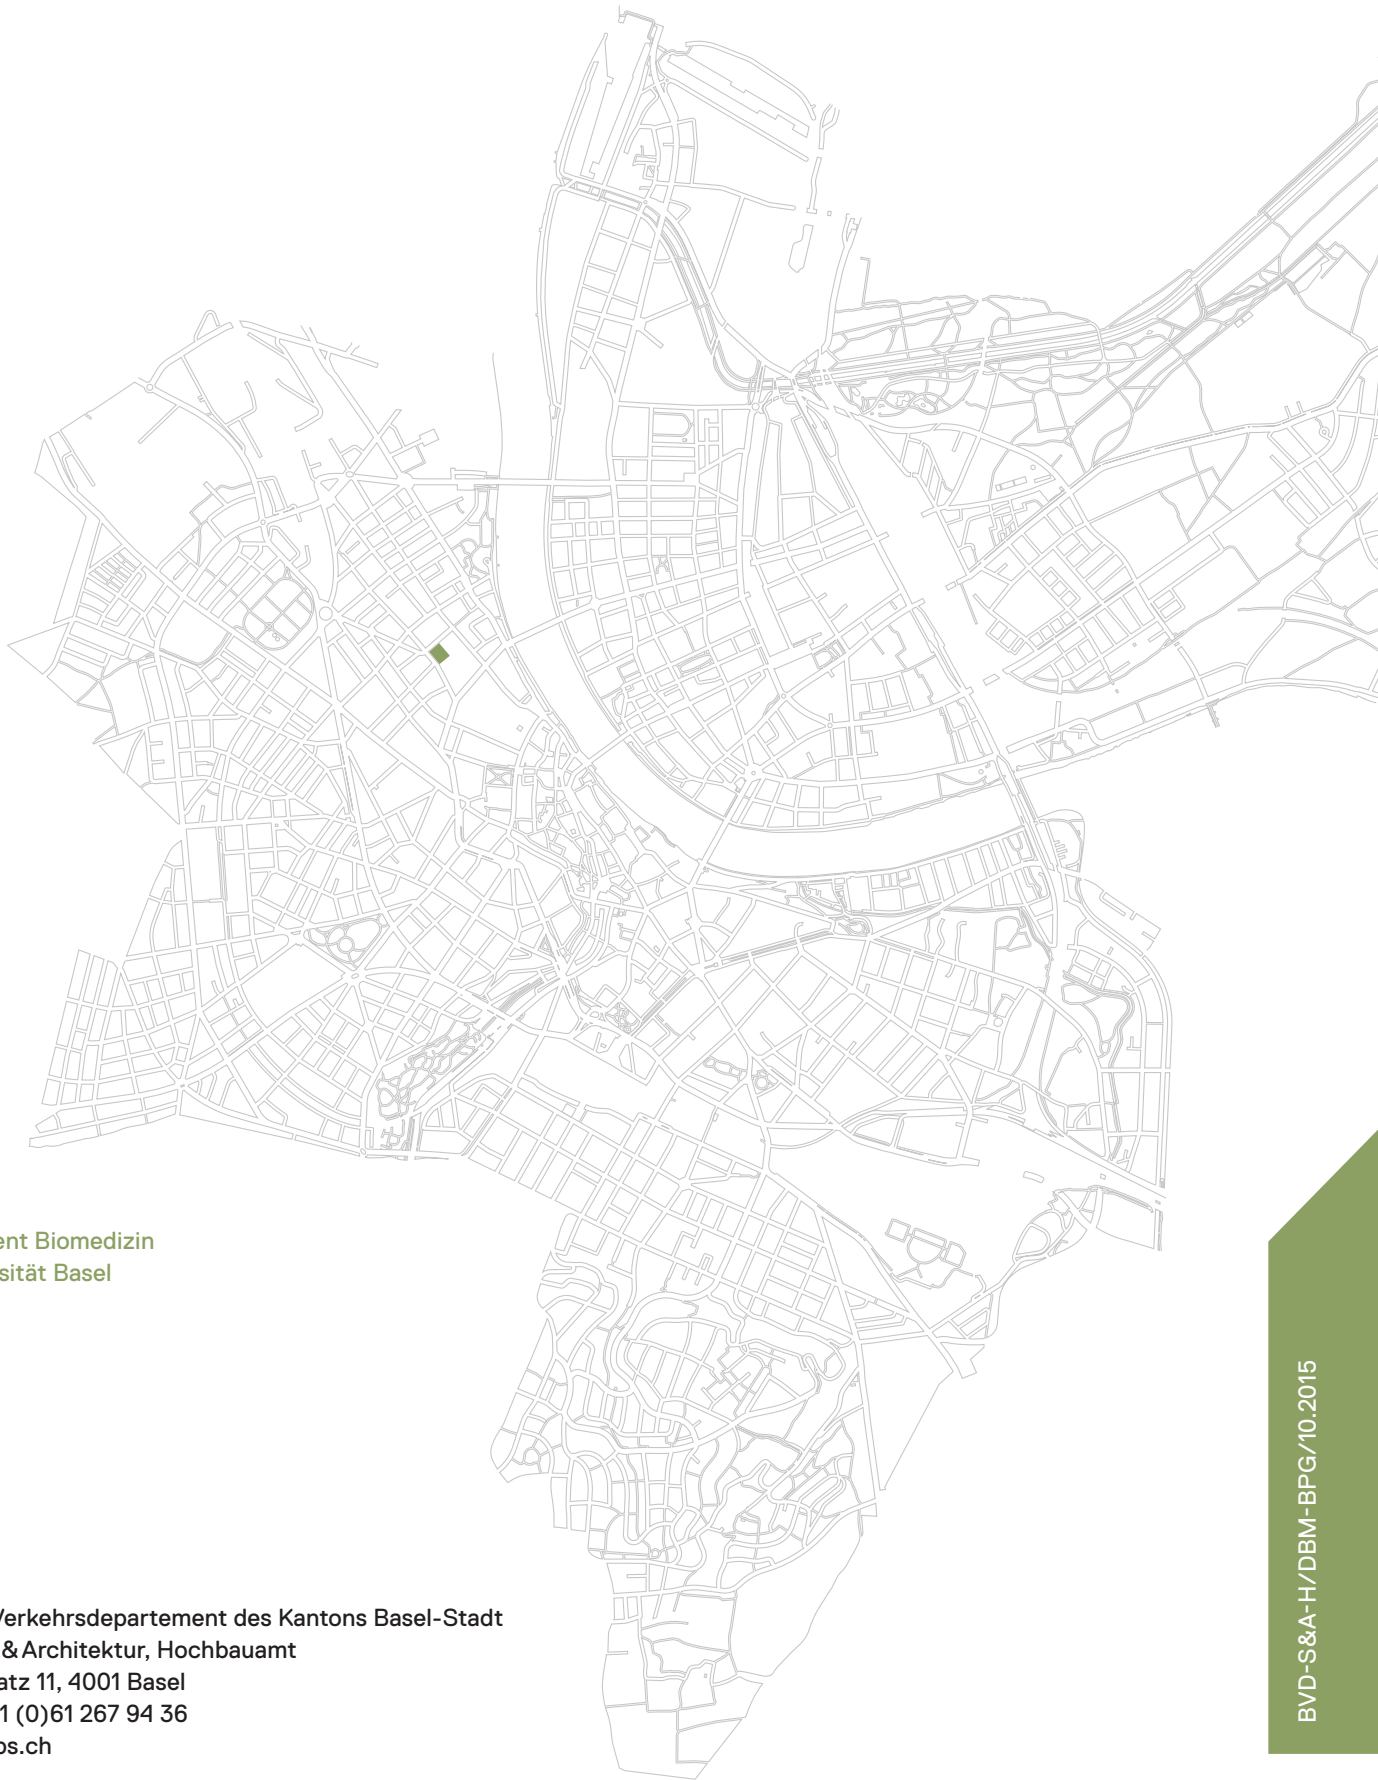 ent Biomedizin
sität Basel
Verkehrsdepartement des Kantons Basel-Stadt
& Architektur, Hochbauamt
atz 11, 4001 Basel
1 (0)61 267 94 36
os.ch
BVD-S&A-H/DBM-BPG/10.2015